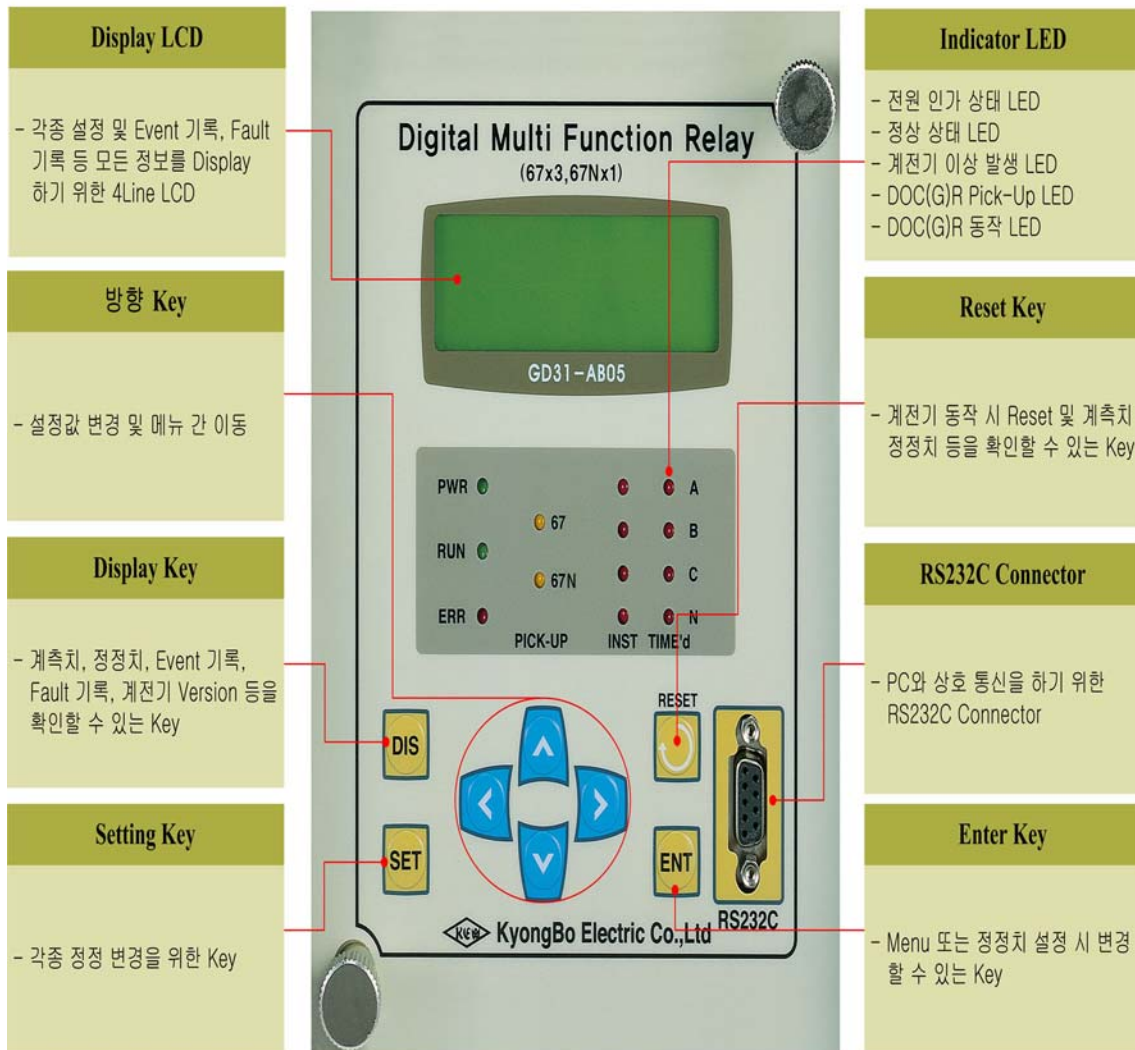 Display LCD
- 각종 설정 및 Event 기록, Fault
기록 등 모든 정보를 Display
하기 위한 4Line LCD
방향 Key
- 설정값 변경 및 메뉴 간 이동
Display Key
- 계측치, 정정치, Event 기록,
Fault 기록, 계전기 Version 등을
확인할 수 있는 Key
Setting Key
- 각종 정정 변경을 위한 Key
Digital Multi Function Relay
(67x3,67Nx1)
GD31-AB05
PWR
RUN
ERR
67
67N
PICK-UP
A
B
C
N
INST TIME'd
RESET
DIS
SET
ENT
RS232C
KyongBo Electric Co.,Ltd
Indicator LED
- 전원 인가 상태 LED
- 정상 상태 LED
- 계전기 이상 발생 LED
- DOC(G)R Pick-Up LED
- DOC(G)R 동작 LED
Reset Key
- 계전기 동작 시 Reset 및 계측치
정정치 등을 확인할 수 있는 Key
RS232C Connector
- PC와 상호 통신을 하기 위한
RS232C Connector
Enter Key
- Menu 또는 정정치 설정 시 변경
할 수 있는 Key